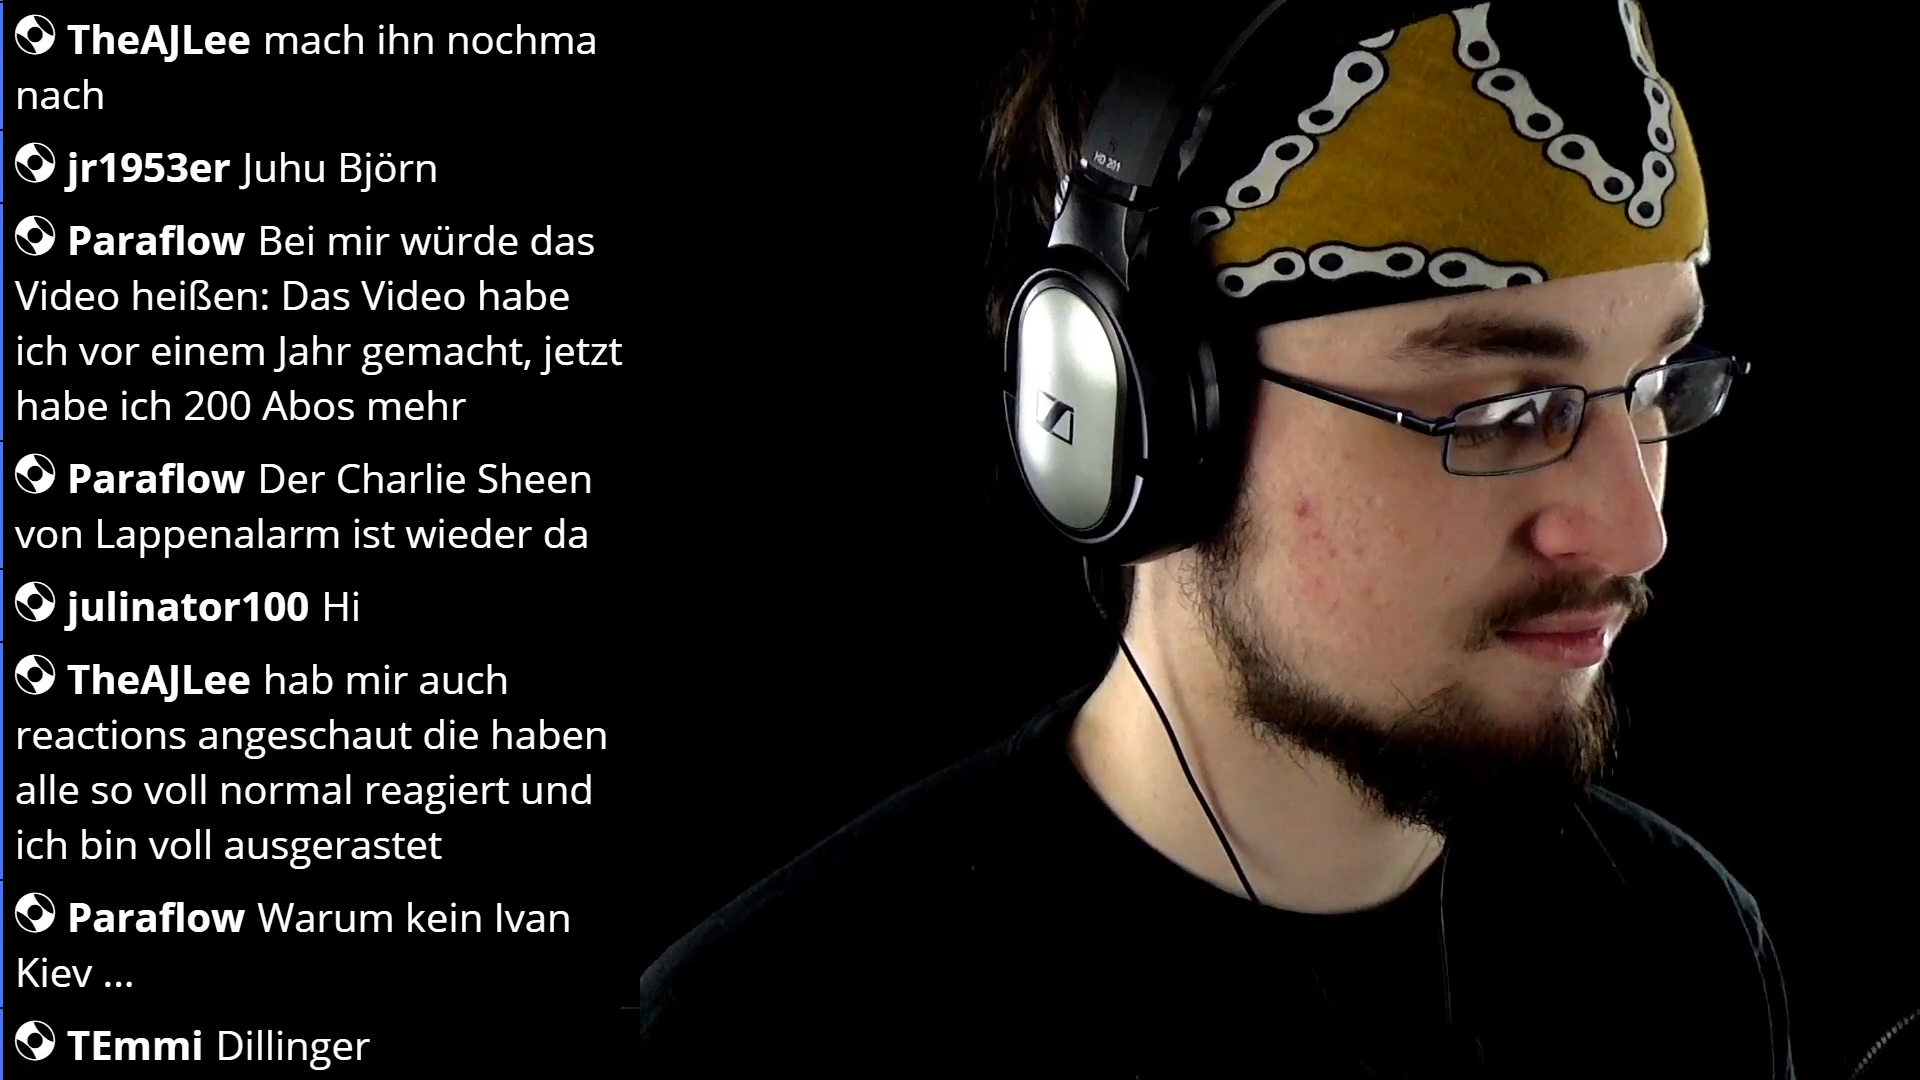 TheAJLee mach ihn nochma
nach
jr1953er Juhu Björn
Paraflow Bei mir würde das
Video heißen: Das Video habe
ich vor einem Jahr gemacht, jetzt
habe ich 200 Abos mehr
Paraflow Der Charlie Sheen
von Lappenalarm ist wieder da
julinator100 Hi
TheAJLee hab mir auch
reactions angeschaut die haben
alle so voll normal reagiert und
ich bin voll ausgerastet
Paraflow Warum kein Ivan
Kiev ...
TEmmi Dillinger
HD 201